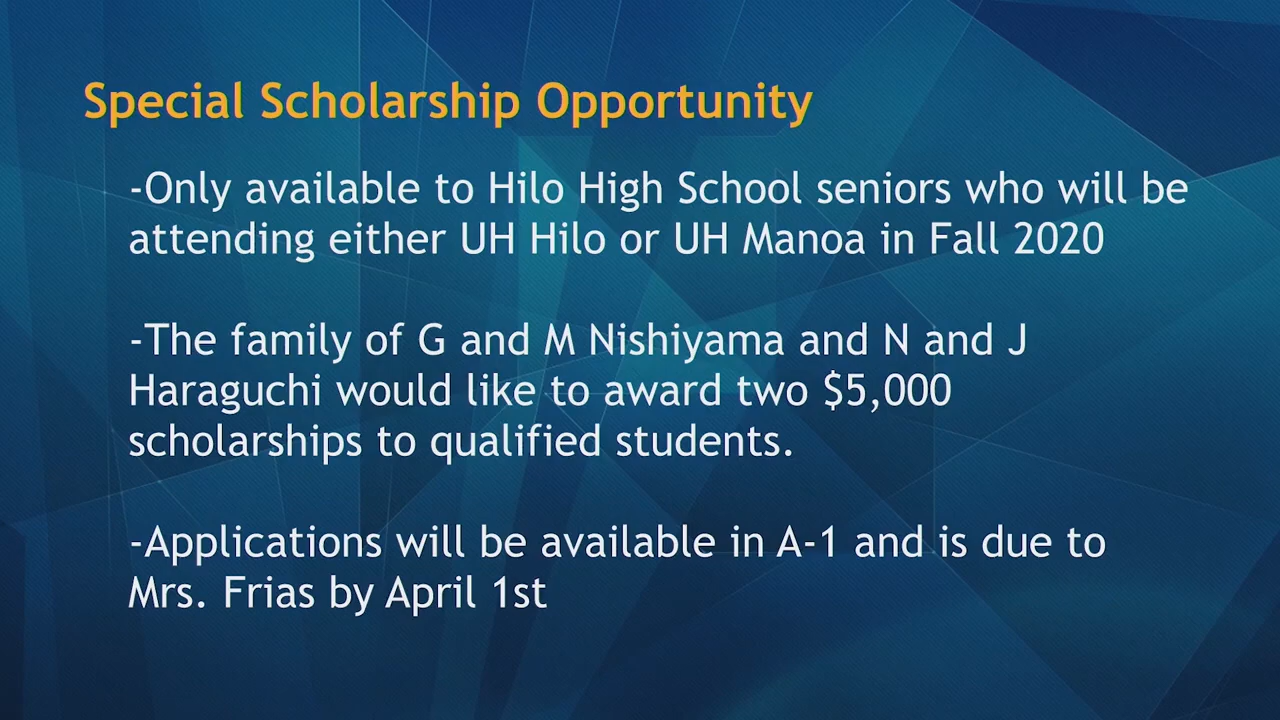 Special Scholarship Opportunity
-Only available to Hilo High School seniors who will be
attending either UH Hilo or UH Manoa in Fall 2020
-The family of G and M Nishiyama and N and J
Haraguchi would like to award two $5,000
scholarships to qualified students.
-Applications will be available in A-1 and is due to
Mrs. Frias by April 1st